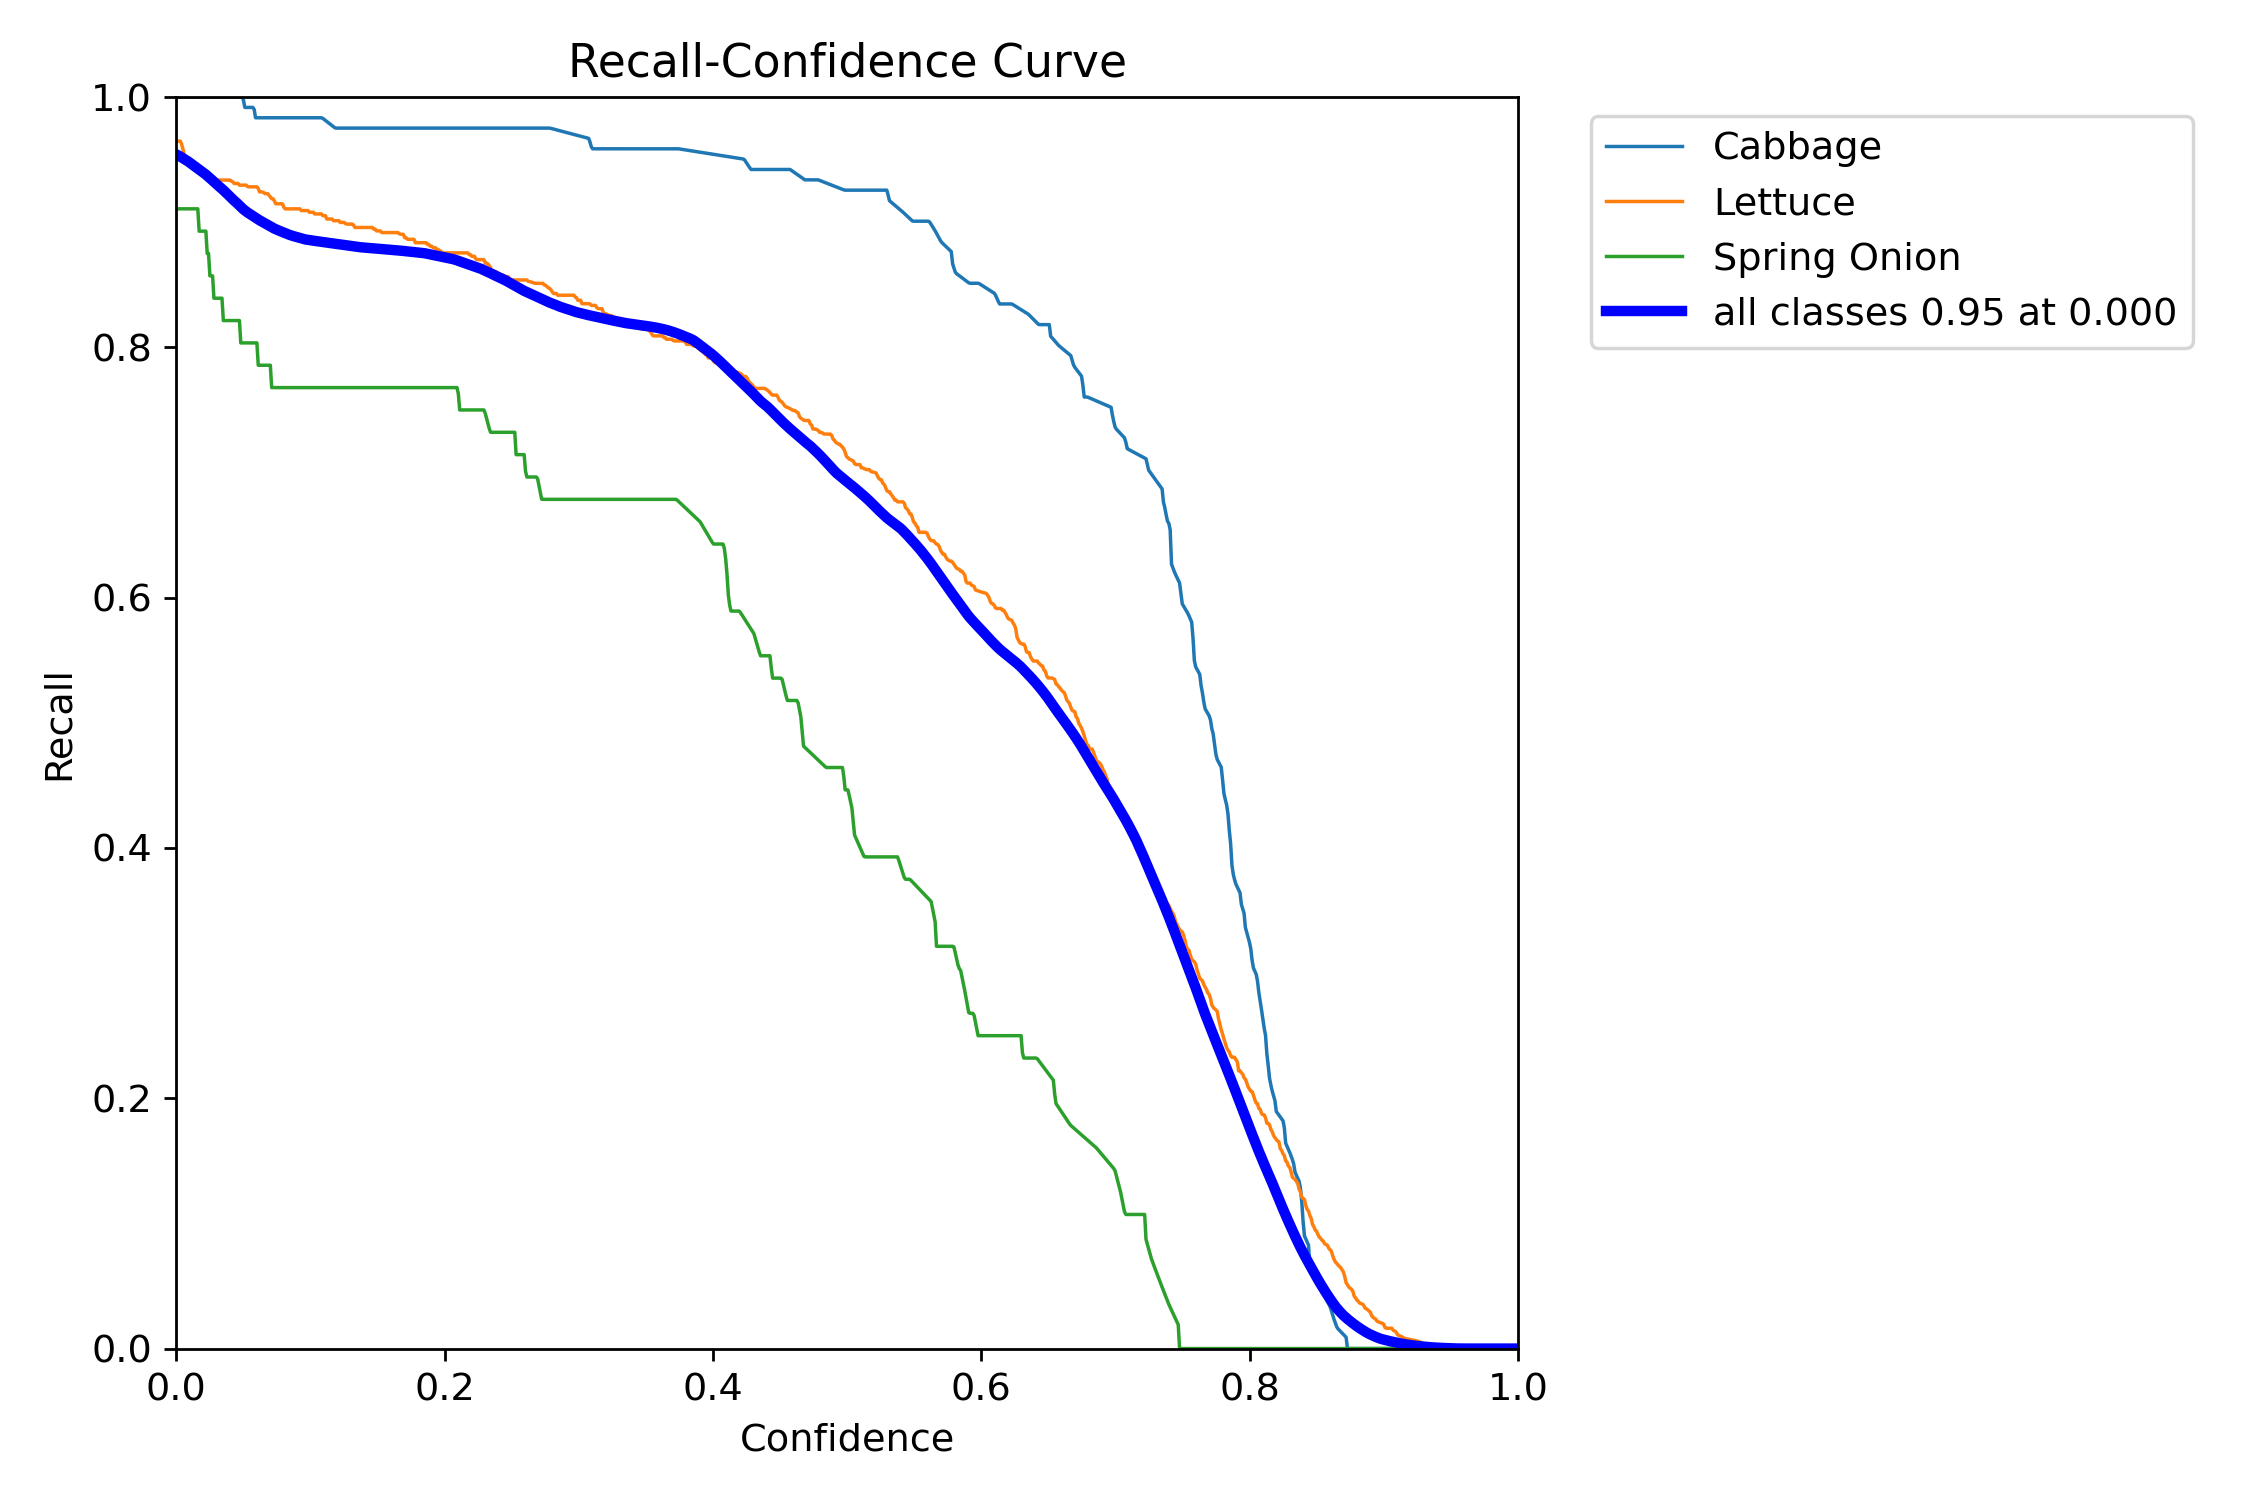 Recall-Confidence Curve
1.0
0.8
0.6
0.4
0.2
0.0
Recall
0.0 0.2 0.4 0.6 0.8 1.0
Confidence
Cabbage
Lettuce
Spring Onion
all classes 0.95 at 0.000